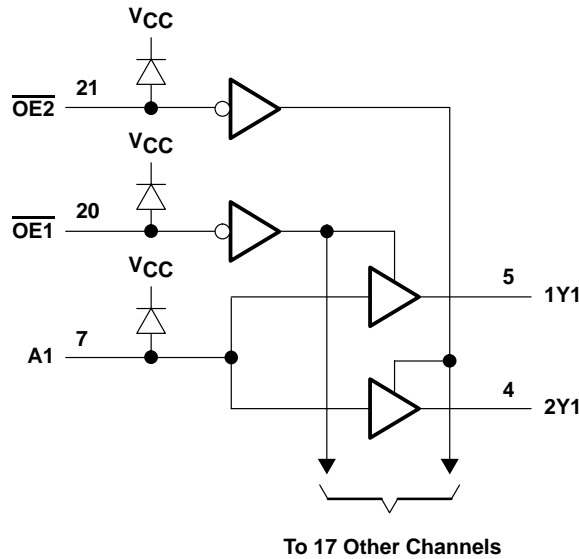 VCC
21
OE2
VCC
20
OE1
VCC
7
A1
5
1Y1
4
2Y1
To 17 Other Channels